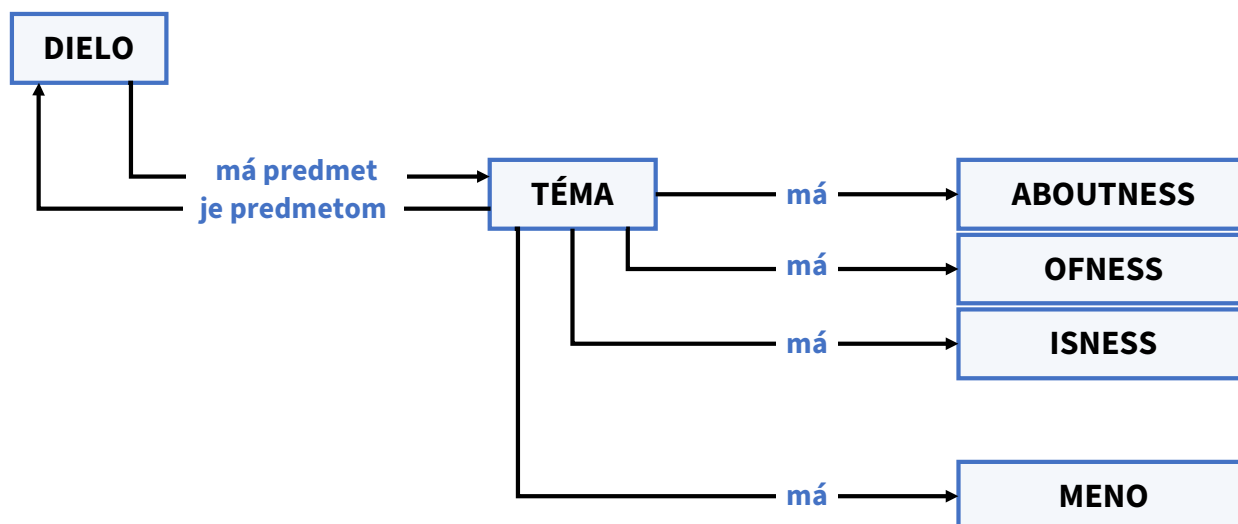 DIELO
má predmet
je predmetom
TÉMA
má
ABOUTNESS
má
OFNESS
má
ISNESS
má
MENO